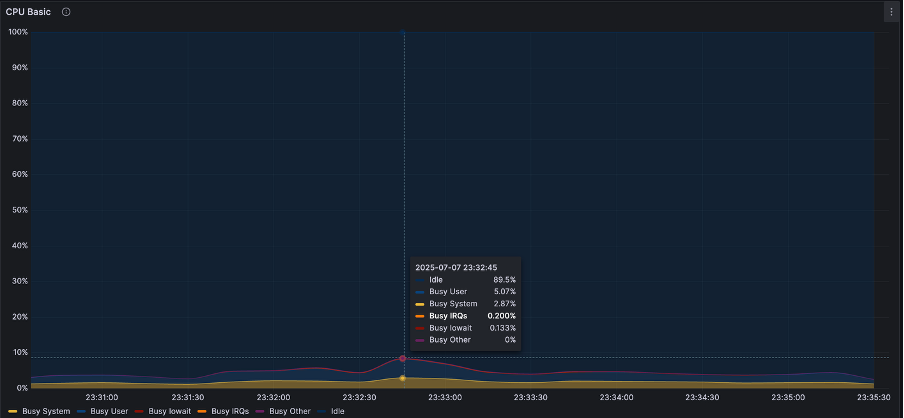 CPU Basic
100%
90%
80%
70%
60%
50%
40%
30%
20%
10%
0%
2025-07-07 23:32:45
Idle 89.5%
Busy User 5.07%
Busy System 2.87%
Busy IRQs 0.200%
Busy Iowait 0.133%
Busy Other 0%
23:31:00 23:31:30 23:32:00 23:32:30 23:33:00 23:33:30 23:34:00 23:34:30 23:35:00 23:35:30
Busy System Busy User Busy Iowait Busy IRQs Busy Other Idle